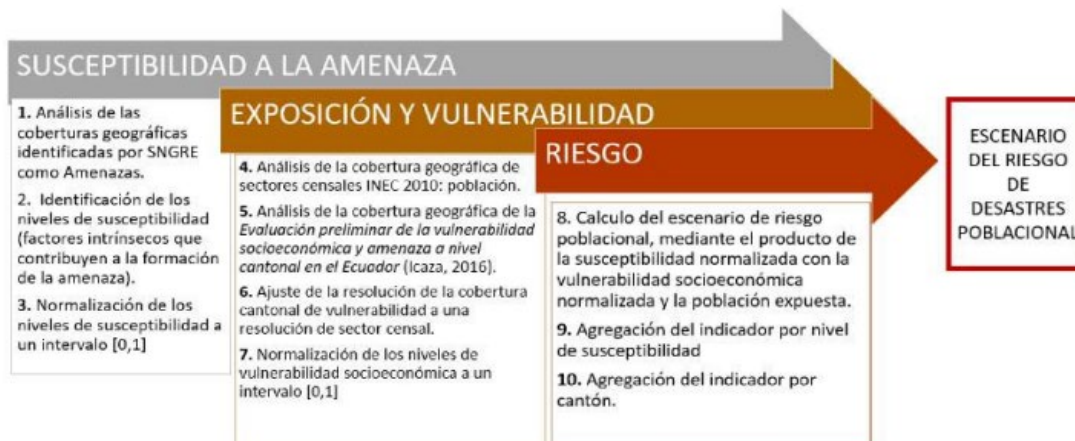 SUSCEPTIBILIDAD A LA AMENAZA
1. Análisis de las
coberturas geográficas
identificadas por SNGRE
como Amenazas.
2. Identificación de los
niveles de susceptibilidad
(factores intrínsecos que
contribuyen a la formación
de la amenaza).
3. Normalización de los
niveles de susceptibilidad a
un intervalo [0,1]
EXPOSICIÓN Y VULNERABILIDAD
4. Análisis de la cobertura geográfica de
sectores censales INEC 2010: población.
5. Análisis de la cobertura geográfica de la
Evaluación preliminar de la vulnerabilidad
socioeconómica y amenaza a nivel
cantonal en el Ecuador (Icaza, 2016).
6. Ajuste de la resolución de la cobertura
cantonal de vulnerabilidad a una
resolución de sector censal.
7. Normalización de los niveles de
vulnerabilidad socioeconómica a un
intervalo [0,1]
RIESGO
8. Calculo del escenario de riesgo
poblacional, mediante el producto de
la susceptibilidad normalizada con la
vulnerabilidad socioeconómica
normalizada y la población expuesta.
9. Agregación del indicador por nivel
de susceptibilidad
10. Agregación del indicador por
cantón.
ESCENARIO
DEL RIESGO
DE
DESASTRES
POBLACIONAL